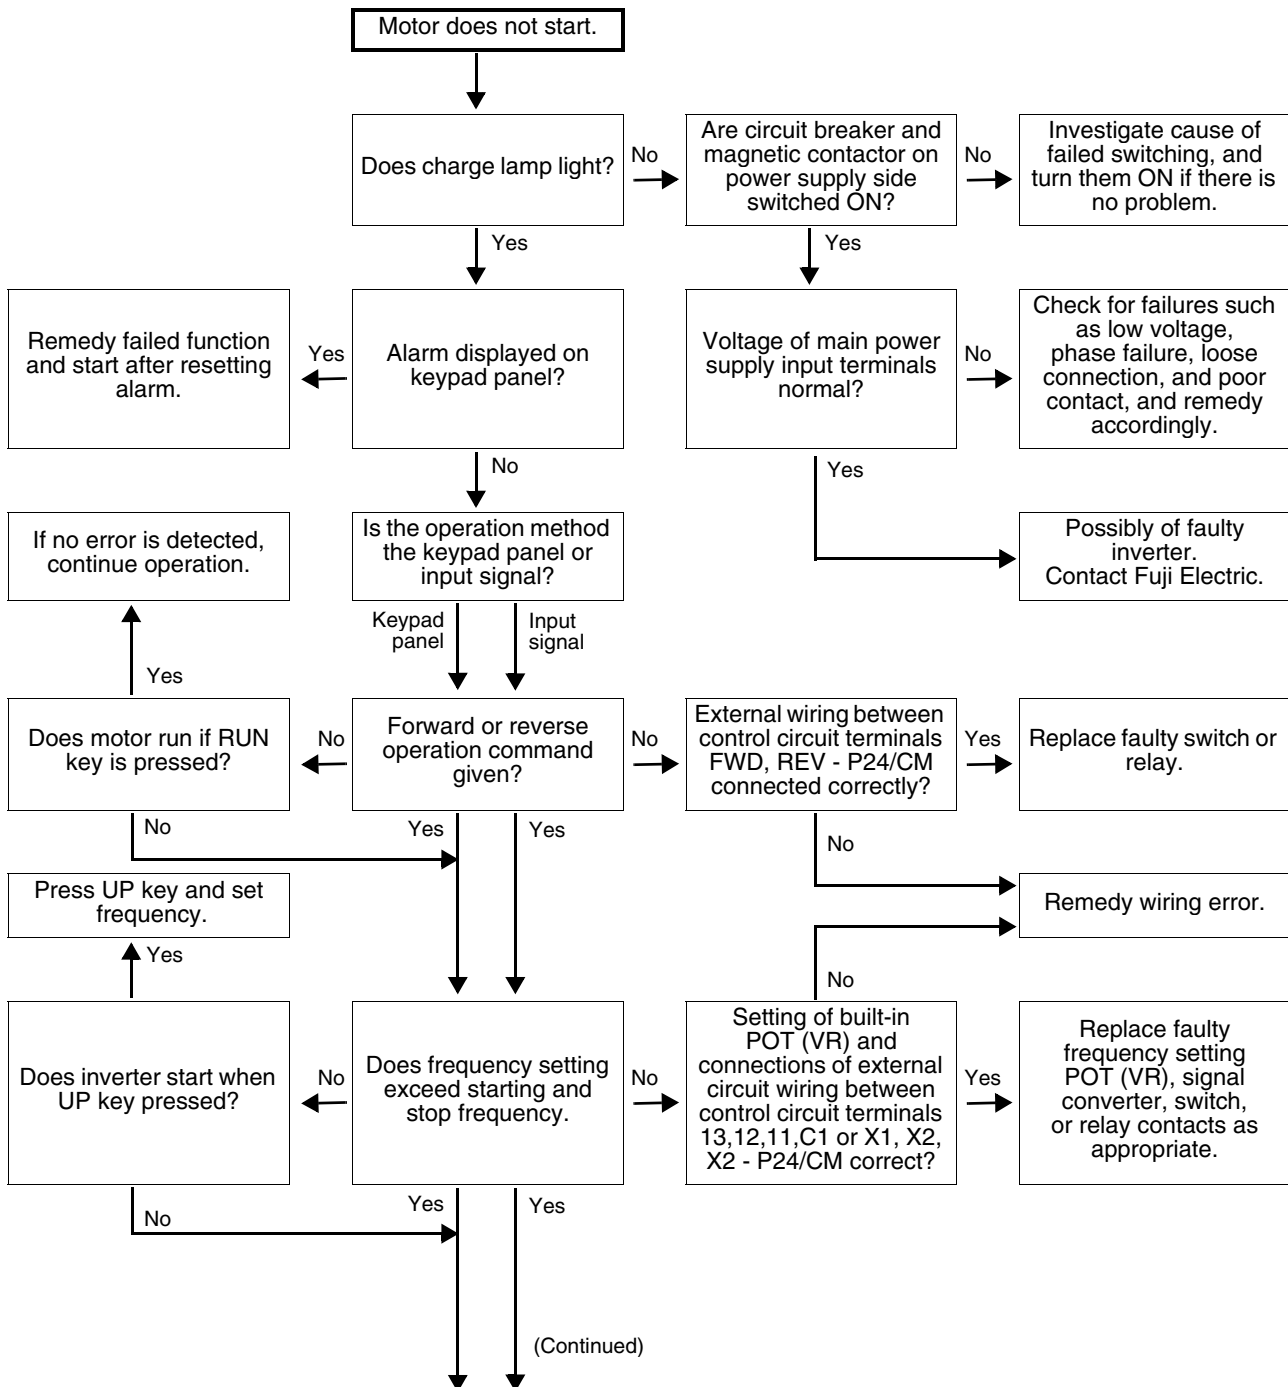 Motor does not start.
Does charge lamp light?
No
Are circuit breaker and
magnetic contactor on
power supply side
switched ON?
No
Investigate cause of
failed switching, and
turn them ON if there is
no problem.
Yes
Yes
Remedy failed function
and start after resetting
alarm.
Yes
Alarm displayed on
keypad panel?
Voltage of main power
supply input terminals
normal?
No
Check for failures such
as low voltage,
phase failure, loose
connection, and poor
contact, and remedy
accordingly.
No
Yes
If no error is detected,
continue operation.
Is the operation method
the keypad panel or
input signal?
Possibly of faulty
inverter.
Contact Fuji Electric.
Keypad
panel
Input
signal
Yes
Does motor run if RUN
key is pressed?
No
Forward or reverse
operation command
given?
No
External wiring between
control circuit terminals
FWD, REV - P24/CM
connected correctly?
Yes
Replace faulty switch or
relay.
No
Yes
Yes
No
Press UP key and set
frequency.
Remedy wiring error.
Yes
No
Does inverter start when
UP key pressed?
No
Does frequency setting
exceed starting and
stop frequency.
No
Setting of built-in
POT (VR) and
connections of external
circuit wiring between
control circuit terminals
13,12,11,C1 or X1, X2,
X2 - P24/CM correct?
Yes
Replace faulty
frequency setting
POT (VR), signal
converter, switch,
or relay contacts as
appropriate.
No
Yes
Yes
(Continued)